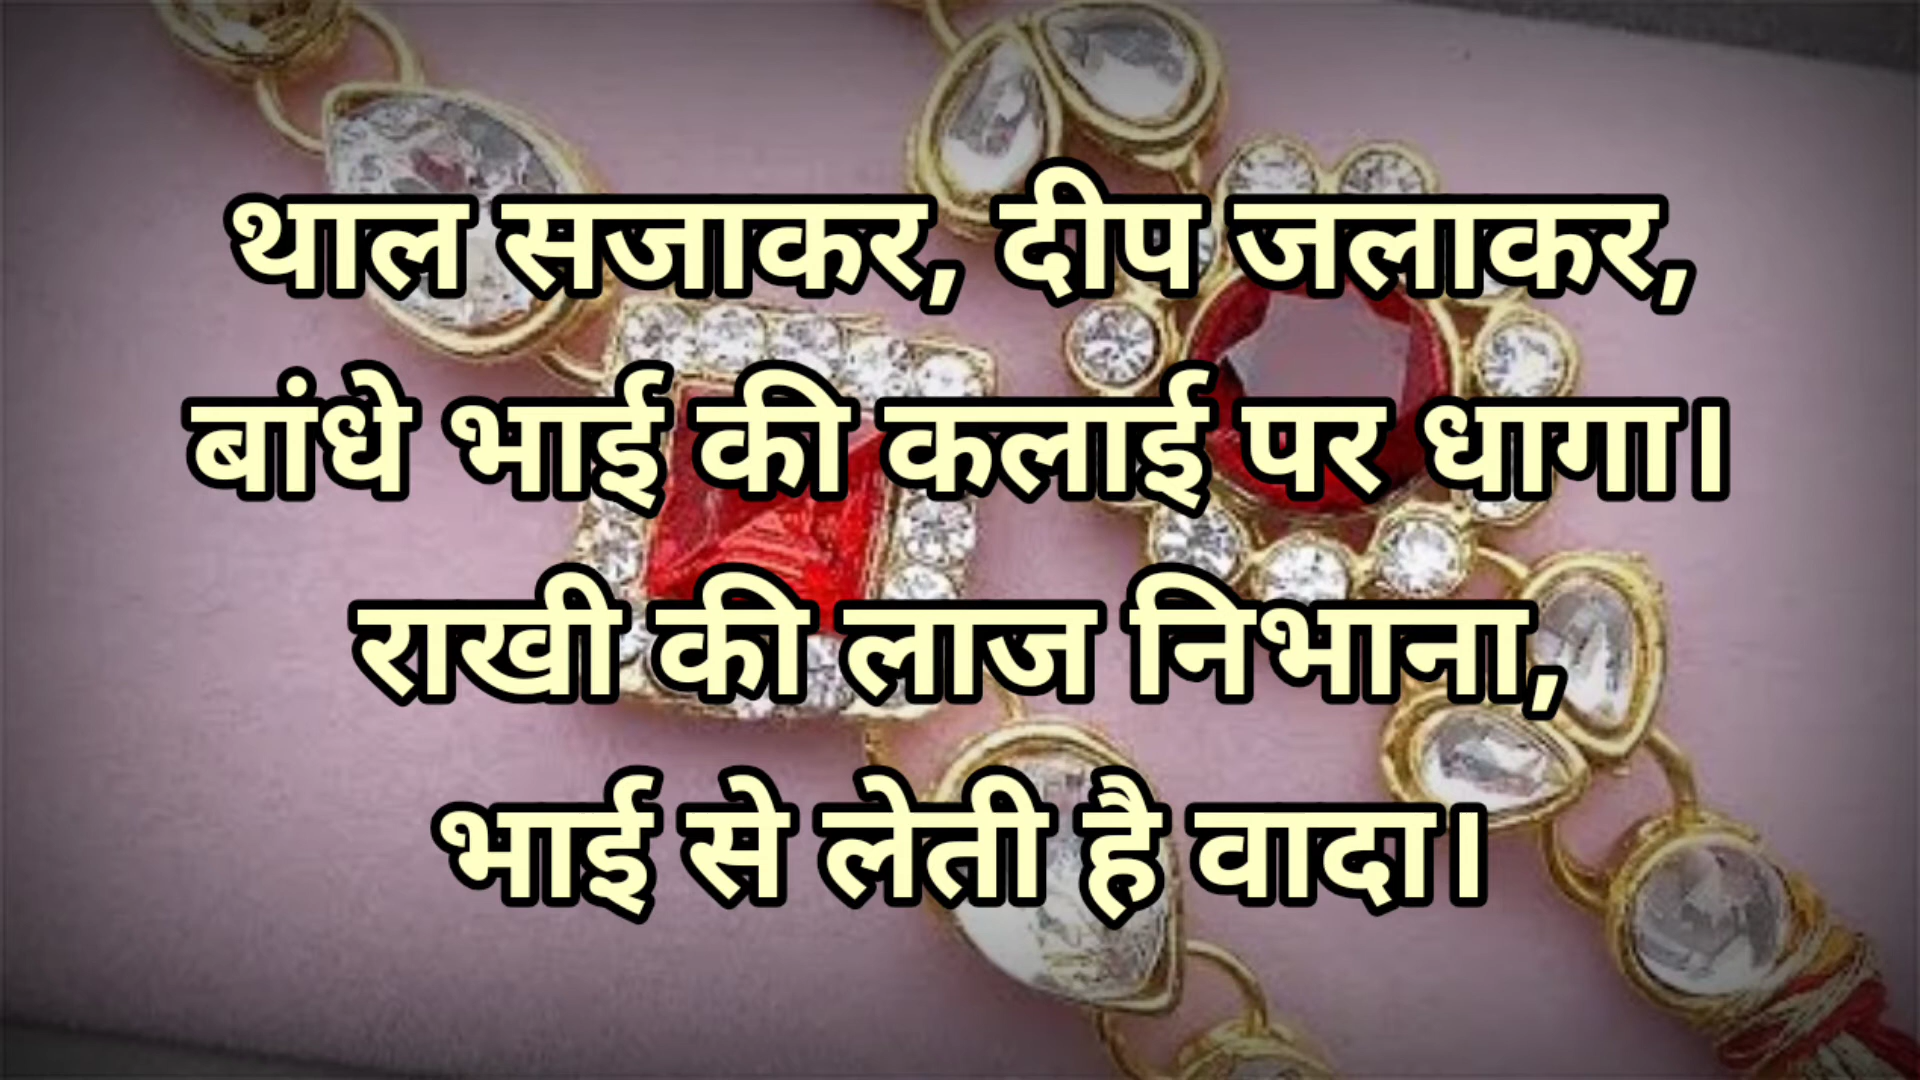 थाल सजाकर, दीप जलाकर,
बांधे भाई की कलाई पर धागा।
राखी की लाज निभाना,
भाई से लेती है वादा।